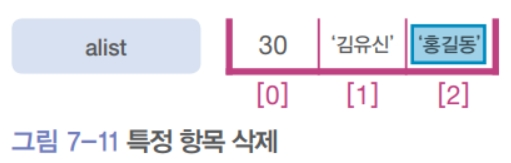 alist 30 '김유신' '홍길동'
[0] [1] [2]
그림 7-11 특정 항목 삭제